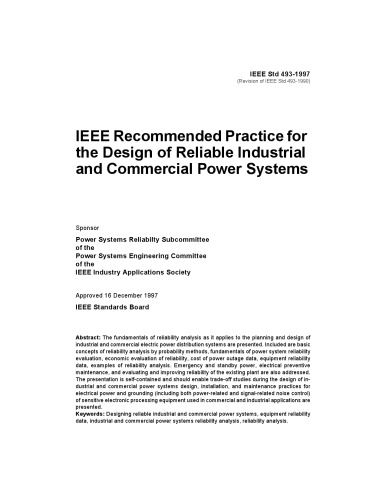 IEEE Std 493-1997
(Revision of IEEE Std 493-1990)
IEEE Recommended Practice for
the Design of Reliable Industrial
and Commercial Power Systems
Sponsor
Power Systems Reliabilty Subcommittee
of the
Power Systems Engineering Committee
of the
IEEE Industry Applications Society
Approved 16 December 1997
IEEE Standards Board
Abstract: The fundamentals of reliability analysis as it applies to the planning and design of
industrial and commercial electric power distribution systems are presented. Included are basic
concepts of reliability analysis by probability methods, fundamentals of power system reliability
evaluation, economic evaluation of reliability, cost of power outage data, equipment reliability
data, examples of reliability analysis. Emergency and standby power, electrical preventive
maintenance, and evaluating and improving reliability of the existing plant are also addressed.
The presentation is self-contained and should enable trade-off studies during the design of in-
dustrial and commercial power systems design, installation, and maintenance practices for
electrical power and grounding (including both power-related and signal-related noise control)
of sensitive electronic processing equipment used in commercial and industrial applications are
presented.
Keywords: Designing reliable industrial and commercial power systems, equipment reliability
data, industrial and commercial power systems reliability analysis, reliability analysis.